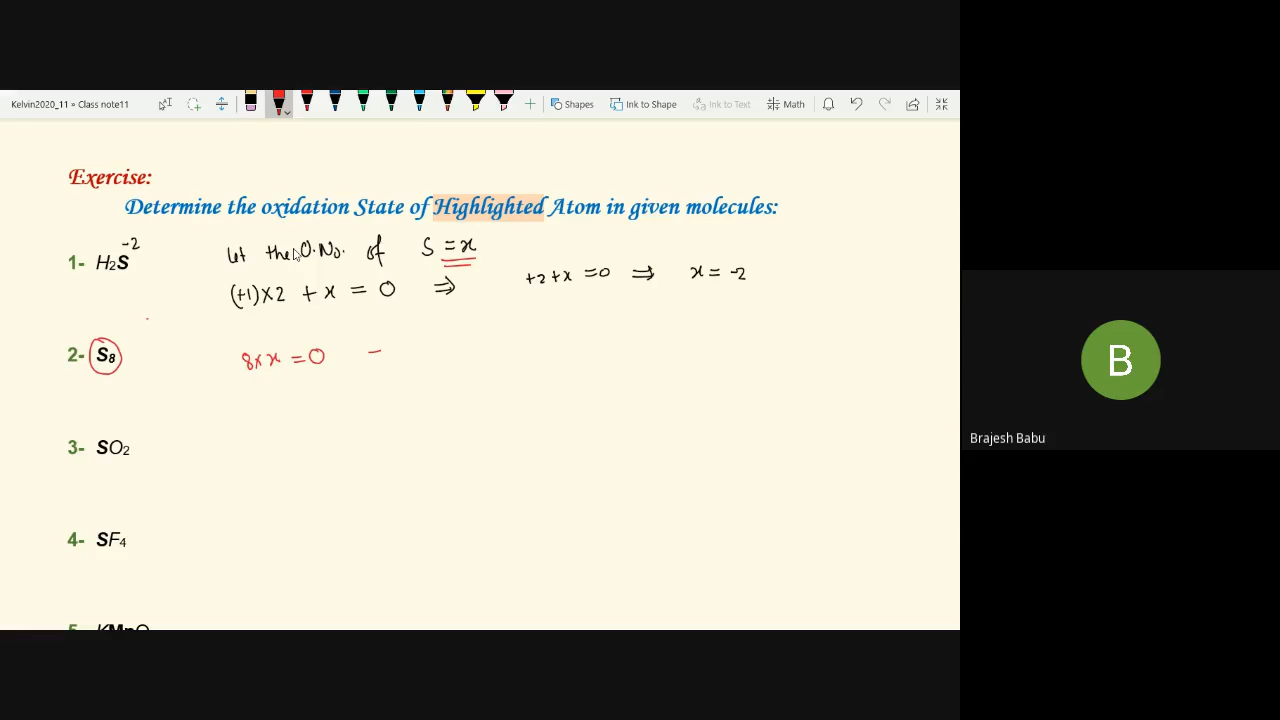 Kelvin2020_11 » Class note11 Shapes Ink to Shape Ink to Text Math
Exercise:
Determine the oxidation State of Highlighted Atom in given molecules:
1- H₂S⁻² Let the O.No. of S = x
(+1)×2 + x = 0 ⇒ +2+x = 0 ⇒ x = -2
2- S₈ 8×x = 0
3- SO₂
4- SF₄
B
Brajesh Babu